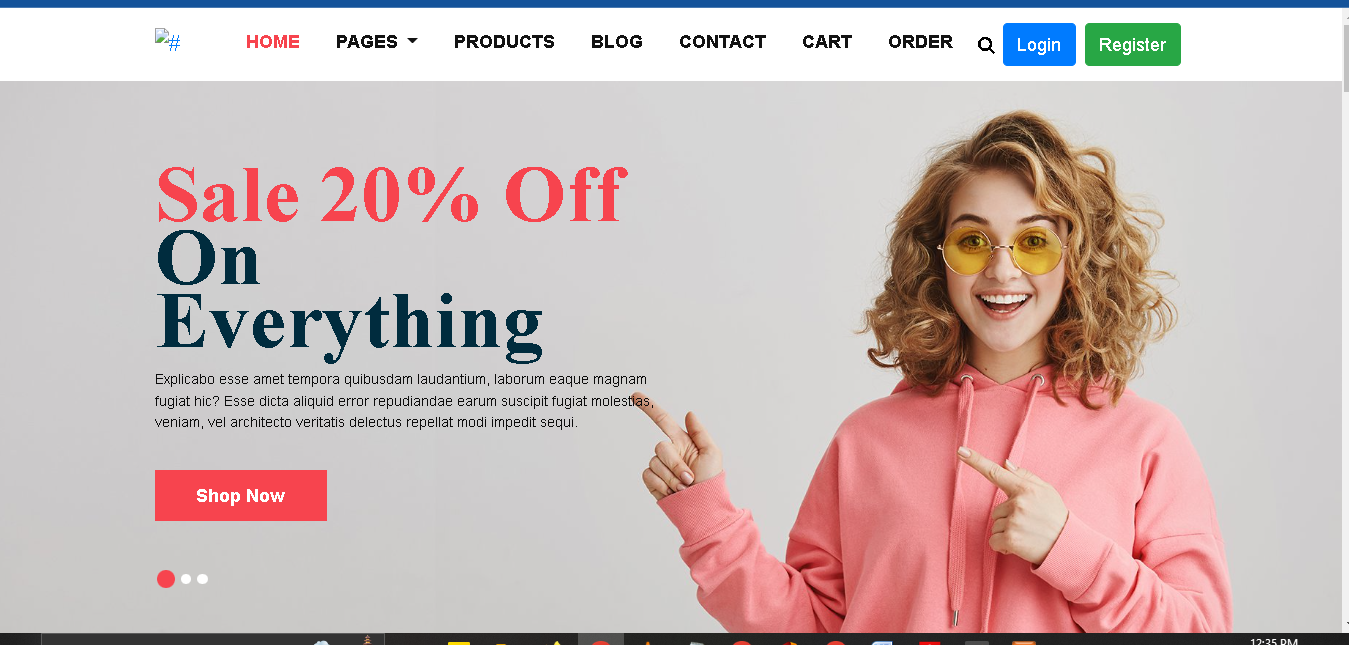 #
HOME PAGES PRODUCTS BLOG CONTACT CART ORDER Login Register
Sale 20% Off
On
Everything
Explicabo esse amet tempora quibusdam laudantium, laborum eaque magnam
fugiat hic? Esse dicta aliquid error repudiandae earum suscipit fugiat molestias,
veniam, vel architecto veritatis delectus repellat modi impedit sequi.
Shop Now
12:35 PM